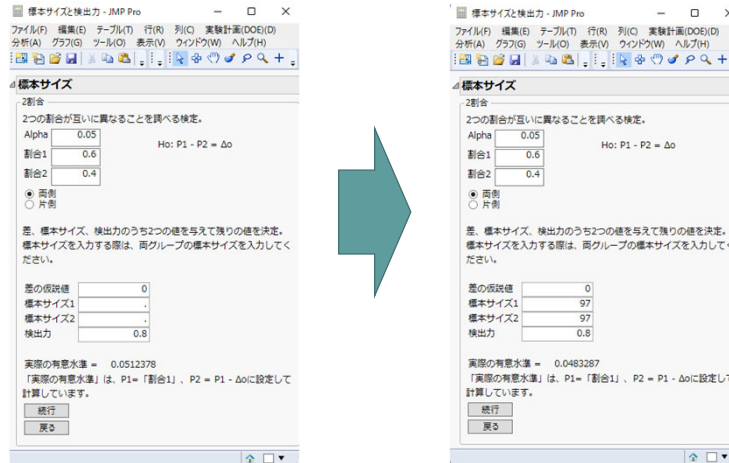 標本サイズと検出力 - JMP Pro
ファイル(F) 編集(E) テーブル(T) 行(R) 列(C) 実験計画(DOE)(D)
分析(A) グラフ(G) ツール(O) 表示(V) ウィンドウ(W) ヘルプ(H)
標本サイズ
2割合
2つの割合が互いに異なることを調べる検定。
Alpha 0.05
Ho: P1 - P2 = Δo
割合1 0.6
割合2 0.4
両側
片側
差、標本サイズ、検出力のうち2つの値を与えて残りの値を決定。
標本サイズを入力する際は、両グループの標本サイズを入力してく
ださい。
差の仮説値 0
標本サイズ1 .
標本サイズ2 .
検出力 0.8
実際の有意水準 = 0.0512378
「実際の有意水準」は、P1=「割合1」、P2 = P1 - Δoに設定して
計算しています。
続行
戻る
標本サイズと検出力 - JMP Pro
ファイル(F) 編集(E) テーブル(T) 行(R) 列(C) 実験計画(DOE)(D)
分析(A) グラフ(G) ツール(O) 表示(V) ウィンドウ(W) ヘルプ(H)
標本サイズ
2割合
2つの割合が互いに異なることを調べる検定。
Alpha 0.05
Ho: P1 - P2 = Δo
割合1 0.6
割合2 0.4
両側
片側
差、標本サイズ、検出力のうち2つの値を与えて残りの値を決定。
標本サイズを入力する際は、両グループの標本サイズを入力して
ださい。
差の仮説値 0
標本サイズ1 97
標本サイズ2 97
検出力 0.8
実際の有意水準 = 0.0483287
「実際の有意水準」は、P1=「割合1」、P2 = P1 - Δoに設定して
計算しています。
続行
戻る